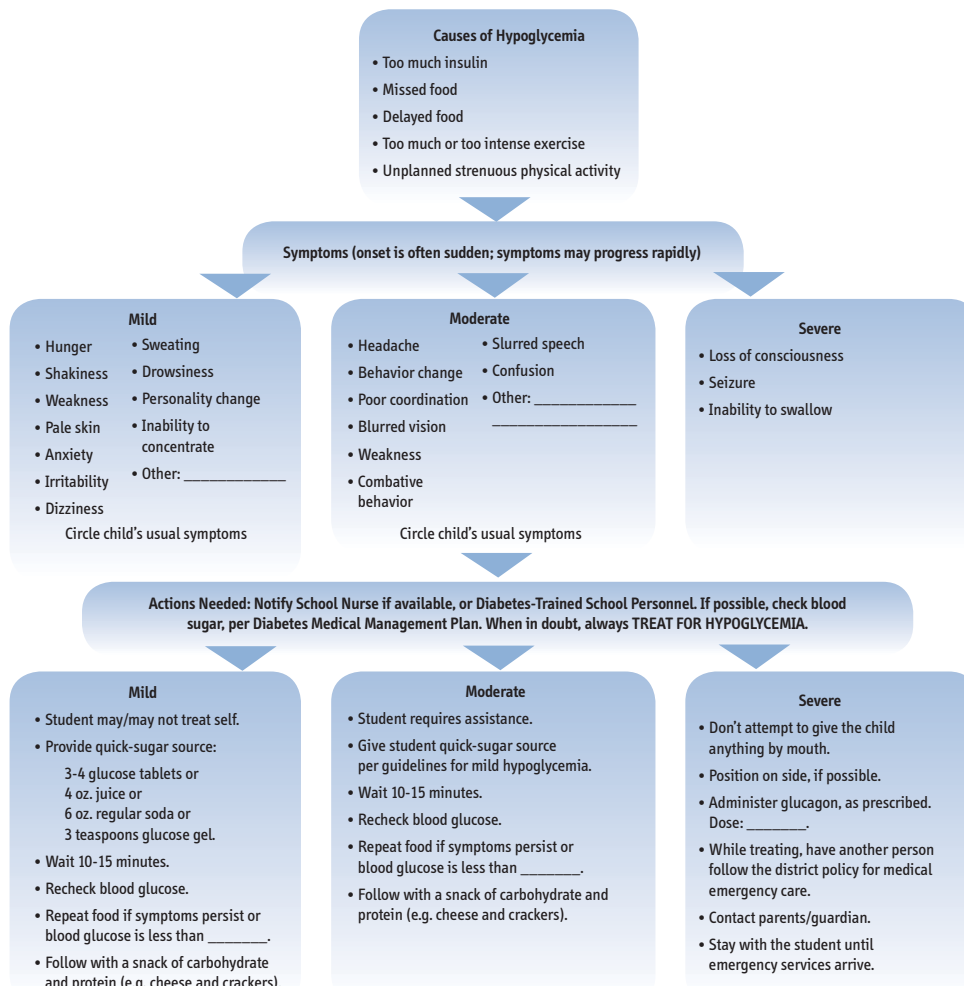 Causes of Hypoglycemia
• Too much insulin
• Missed food
• Delayed food
• Too much or too intense exercise
• Unplanned strenuous physical activity
Symptoms (onset is often sudden; symptoms may progress rapidly)
Mild
• Hunger
• Shakiness
• Weakness
• Pale skin
• Anxiety
• Irritability
• Dizziness
• Sweating
• Drowsiness
• Personality change
• Inability to
concentrate
• Other: ____________
Circle child's usual symptoms
Moderate
• Headache
• Behavior change
• Poor coordination
• Blurred vision
• Weakness
• Combative
behavior
• Slurred speech
• Confusion
• Other: ____________
_________________
Circle child's usual symptoms
Severe
• Loss of consciousness
• Seizure
• Inability to swallow
Actions Needed: Notify School Nurse if available, or Diabetes-Trained School Personnel. If possible, check blood
sugar, per Diabetes Medical Management Plan. When in doubt, always TREAT FOR HYPOGLYCEMIA.
Mild
• Student may/may not treat self.
• Provide quick-sugar source:
3-4 glucose tablets or
4 oz. juice or
6 oz. regular soda or
3 teaspoons glucose gel.
• Wait 10-15 minutes.
• Recheck blood glucose.
• Repeat food if symptoms persist or
blood glucose is less than _______.
• Follow with a snack of carbohydrate
and protein (e.g. cheese and crackers).
Moderate
• Student requires assistance.
• Give student quick-sugar source
per guidelines for mild hypoglycemia.
• Wait 10-15 minutes.
• Recheck blood glucose.
• Repeat food if symptoms persist or
blood glucose is less than _______.
• Follow with a snack of carbohydrate and
protein (e.g. cheese and crackers).
Severe
• Don't attempt to give the child
anything by mouth.
• Position on side, if possible.
• Administer glucagon, as prescribed.
Dose: _______.
• While treating, have another person
follow the district policy for medical
emergency care.
• Contact parents/guardian.
• Stay with the student until
emergency services arrive.